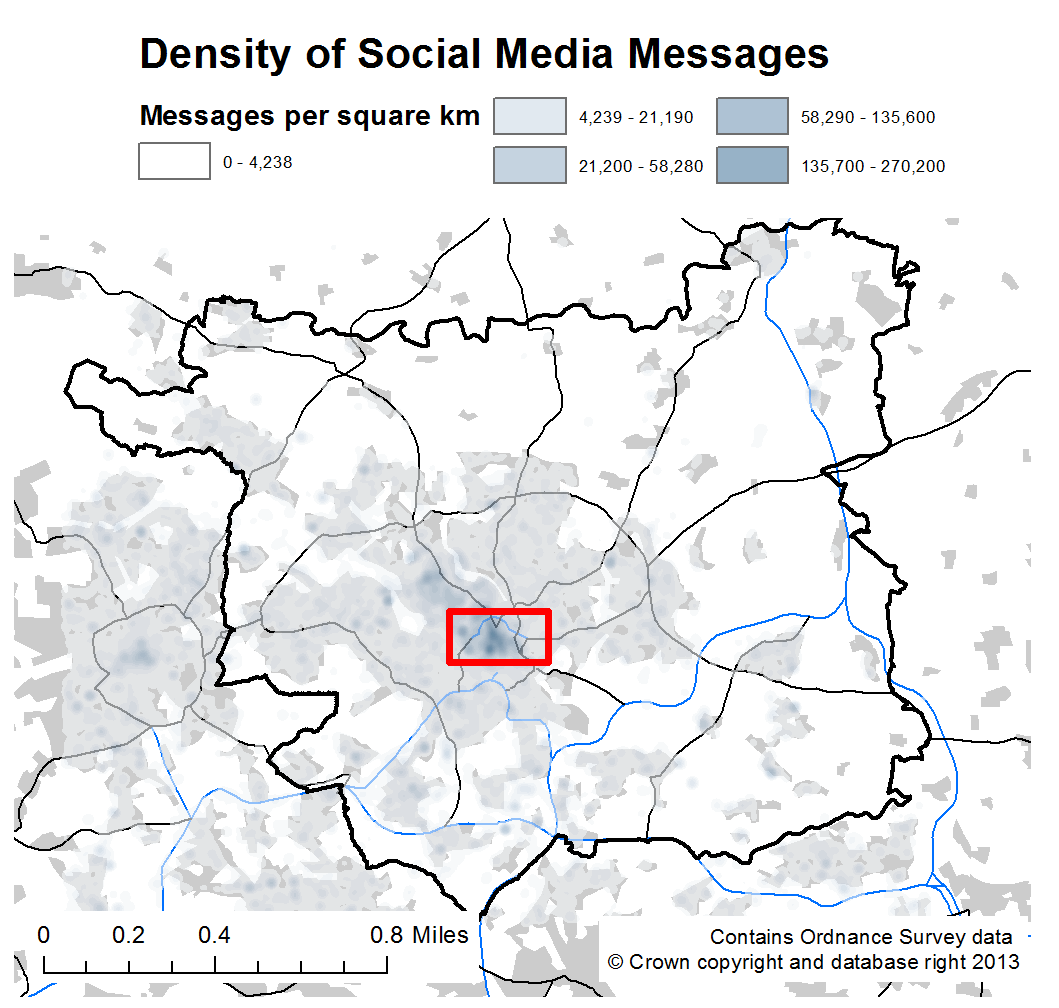 Density of Social Media Messages
Messages per square km
0 - 4,238
4,239 - 21,190
21,200 - 58,280
58,290 - 135,600
135,700 - 270,200
0 0.2 0.4 0.8 Miles
Contains Ordnance Survey data
© Crown copyright and database right 2013